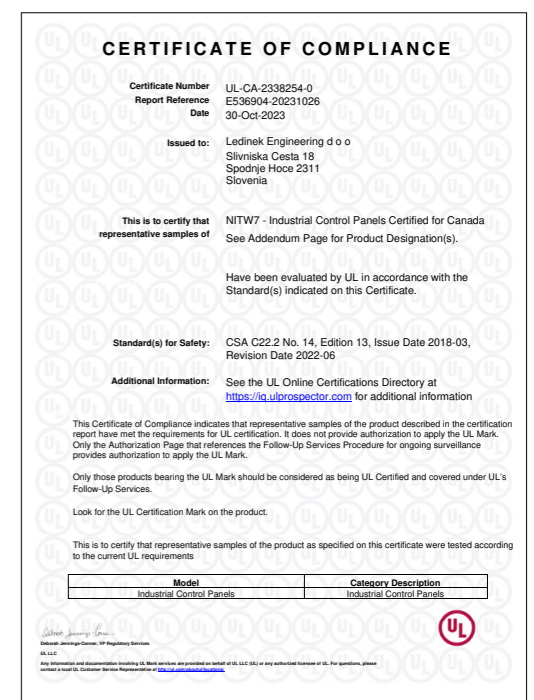 CERTIFICATE OF COMPLIANCE
Certificate Number UL-CA-2338254-0
Report Reference E536904-20231026
Date 30-Oct-2023
Issued to: Ledinek Engineering d o o
Slivniska Cesta 18
Spodnje Hoce 2311
Slovenia
This is to certify that NITW7 - Industrial Control Panels Certified for Canada
representative samples of See Addendum Page for Product Designation(s).
Have been evaluated by UL in accordance with the
Standard(s) indicated on this Certificate.
Standard(s) for Safety: CSA C22.2 No. 14, Edition 13, Issue Date 2018-03,
Revision Date 2022-06
Additional Information: See the UL Online Certifications Directory at
https://iq.ulprospector.com for additional information
This Certificate of Compliance indicates that representative samples of the product described in the certification
report have met the requirements for UL certification. It does not provide authorization to apply the UL Mark.
Only the Authorization Page that references the Follow-Up Services Procedure for ongoing surveillance
provides authorization to apply the UL Mark.
Only those products bearing the UL Mark should be considered as being UL Certified and covered under UL's
Follow-Up Services.
Look for the UL Certification Mark on the product.
This is to certify that representative samples of the product as specified on this certificate were tested according
to the current UL requirements
Model Category Description
Industrial Control Panels Industrial Control Panels
UL
Deborah Jennings-Conner, VP Regulatory Services
UL LLC
Any information and documentation involving UL Mark services are provided on behalf of UL LLC (UL) or any authorized licensee of UL. For questions, please
contact a local UL Customer Service Representative at http://ul.com/aboutul/locations/